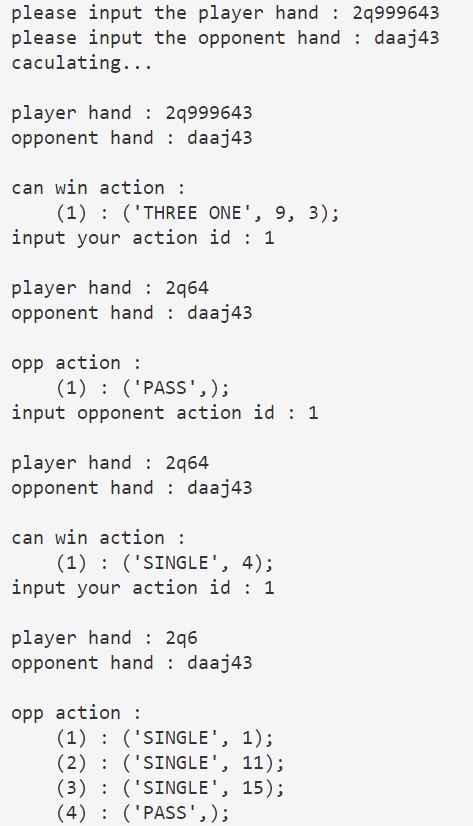 please input the player hand : 2q999643
please input the opponent hand : daaj43
caculating...
player hand : 2q999643
opponent hand : daaj43
can win action :
(1) : ('THREE ONE', 9, 3);
input your action id : 1
player hand : 2q64
opponent hand : daaj43
opp action :
(1) : ('PASS',);
input opponent action id : 1
player hand : 2q64
opponent hand : daaj43
can win action :
(1) : ('SINGLE', 4);
input your action id : 1
player hand : 2q6
opponent hand : daaj43
opp action :
(1) : ('SINGLE', 1);
(2) : ('SINGLE', 11);
(3) : ('SINGLE', 15);
(4) : ('PASS',);